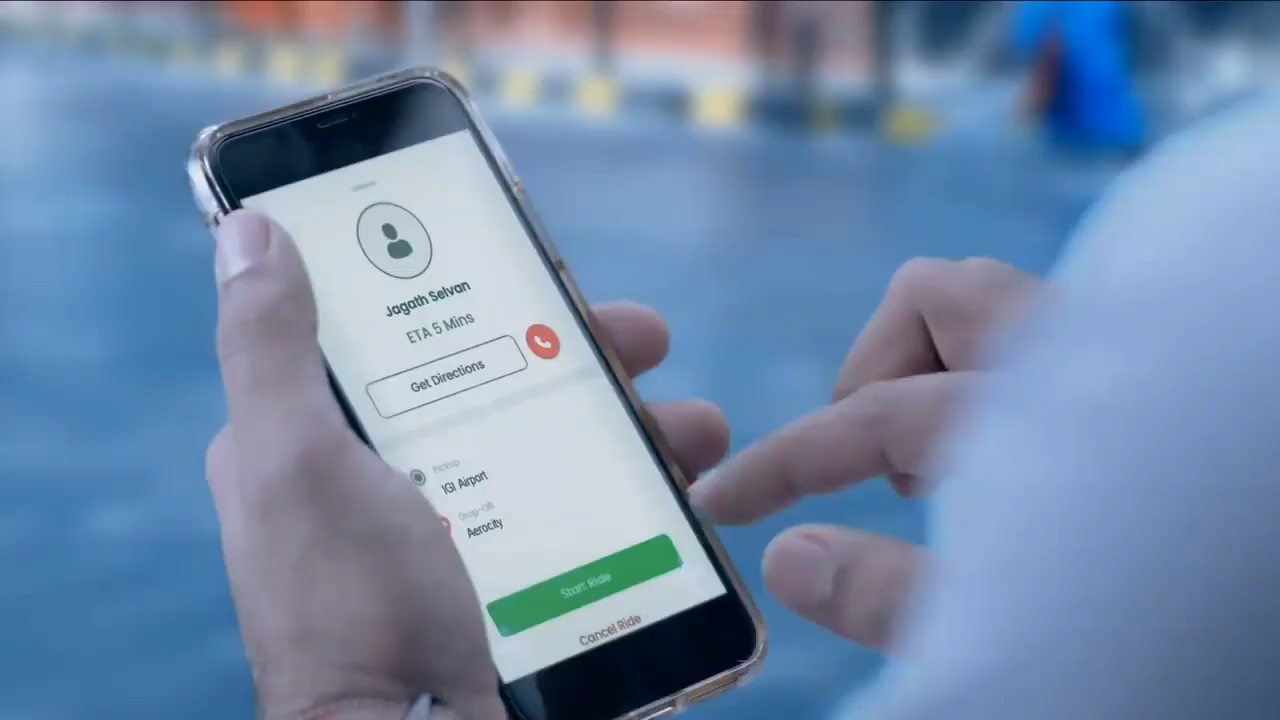 Jagath Selvan
ETA 5 Mins
Get Directions
Pickup
IGI Airport
Drop-Off
Aerocity
Start Ride
Cancel Ride